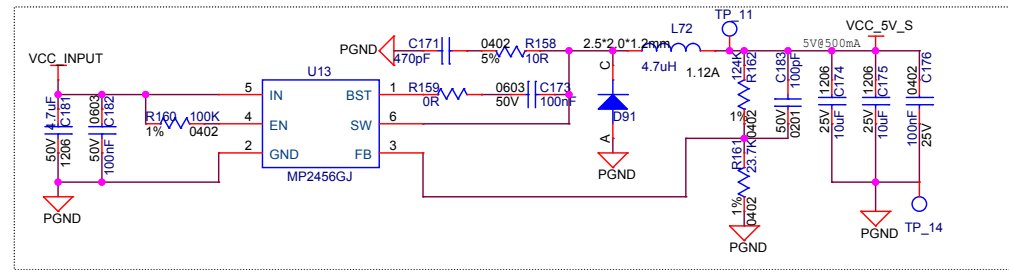 TP_11
L72
VCC_5V_S
PGND
C171
470pF
0402
5%
R158
10R
2.5*2.0*1.2mm
4.7uH
1.12A
5V@500mA
VCC_INPUT
U13
5
IN
4
EN
2
GND
BST
1
SW
6
FB
3
MP2456GJ
R159
0R
0603
50V
C173
100nF
C
A
D91
PGND
4.7uF
C181
50V
1206
0603
C182
50V
100nF
R160
1%
100K
0402
PGND
124K
R162
1%
0402
C183
100pF
50V
0201
R161
23.7K
1%
0402
PGND
1206
C174
25V
10uF
1206
C175
25V
10uF
0402
C176
100nF
25V
PGND
TP_14